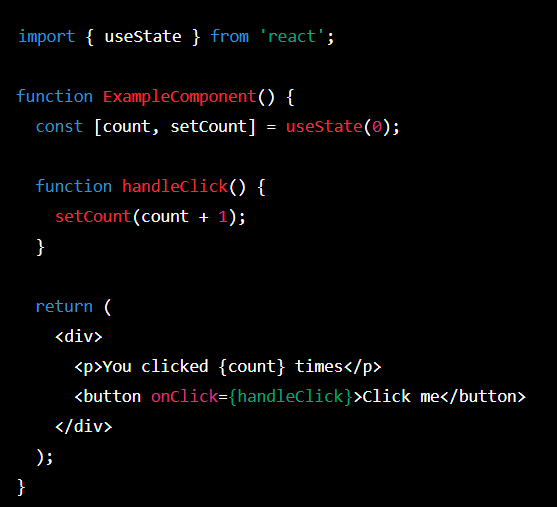 import { useState } from 'react';

function ExampleComponent() {
  const [count, setCount] = useState(0);

  function handleClick() {
    setCount(count + 1);
  }

  return (
    <div>
      <p>You clicked {count} times</p>
      <button onClick={handleClick}>Click me</button>
    </div>
  );
}